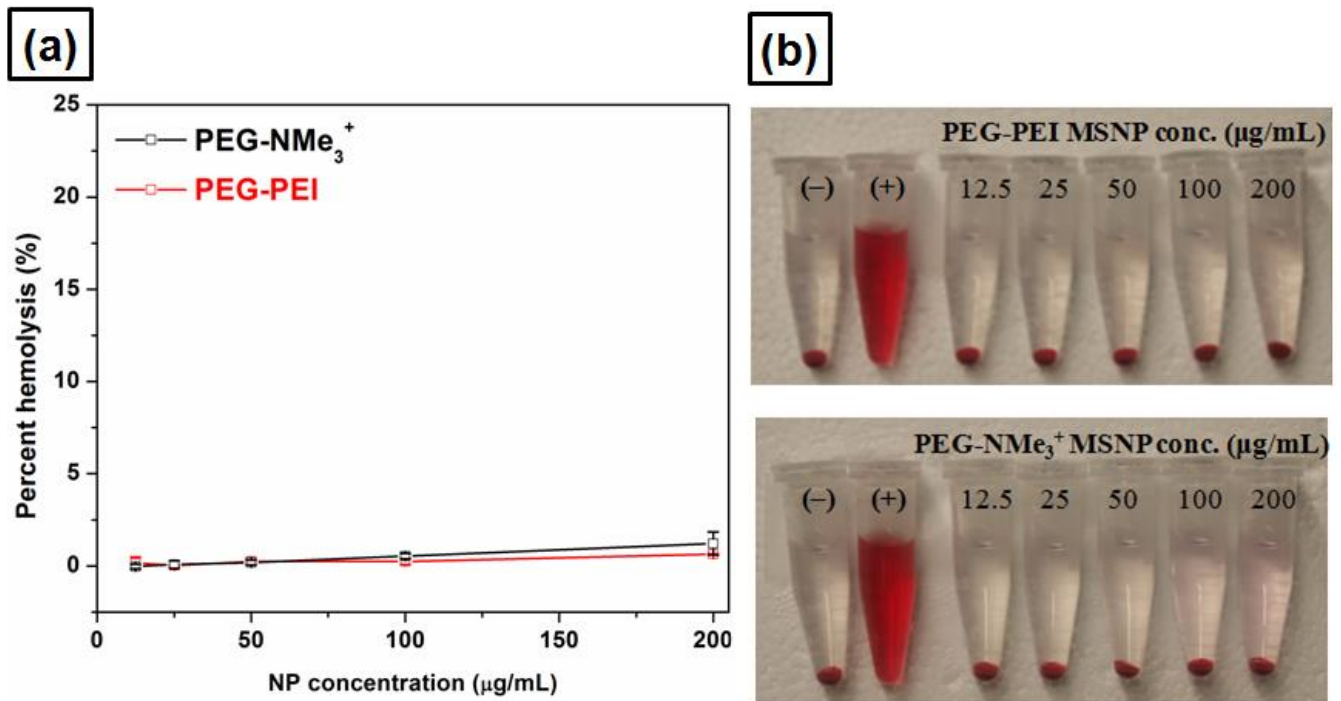 (a)
25
20
15
10
5
0
Percent hemolysis (%)
PEG-NMe₃⁺
PEG-PEI
0 50 100 150 200
NP concentration (μg/mL)
(b)
PEG-PEI MSNP conc. (μg/mL)
(–) (+) 12.5 25 50 100 200
PEG-NMe₃⁺ MSNP conc. (μg/mL)
(–) (+) 12.5 25 50 100 200